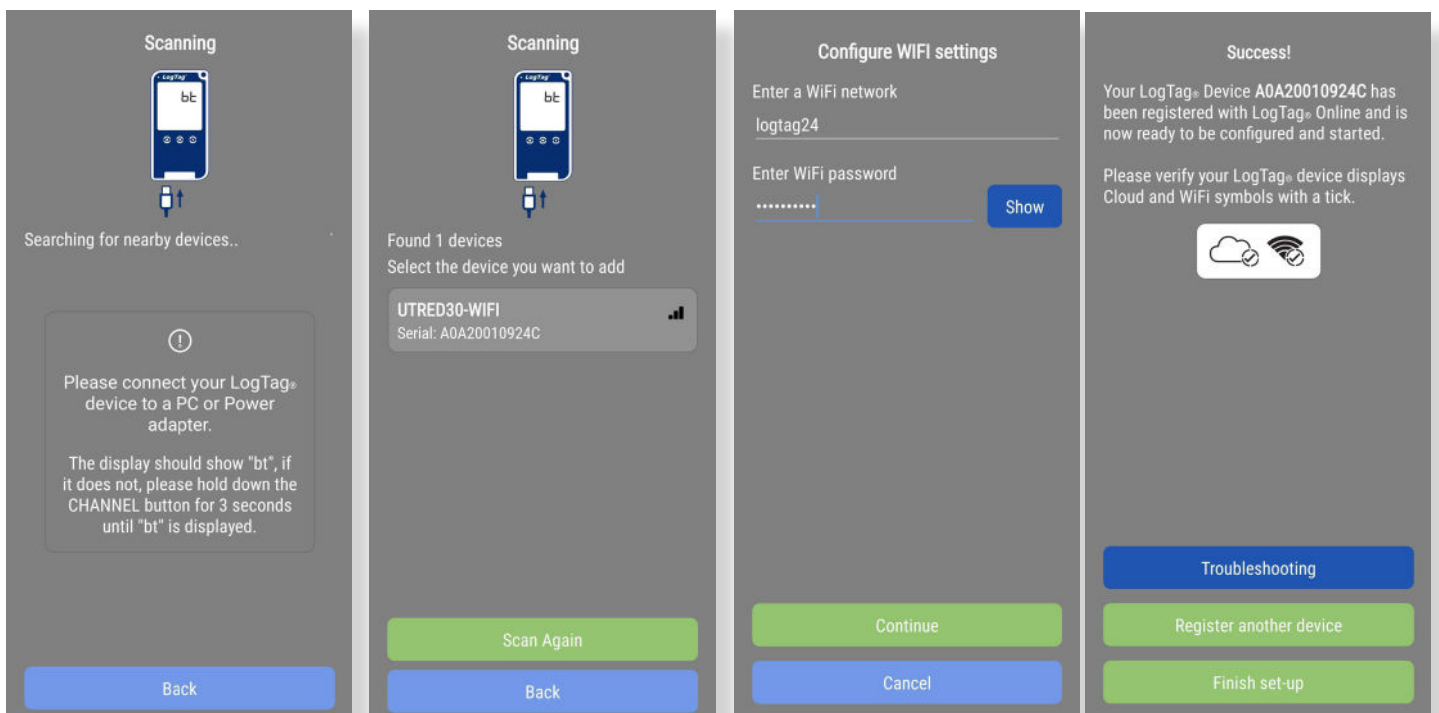 Scanning
LogTag
bt
Searching for nearby devices..
Please connect your LogTag®
device to a PC or Power
adapter.
The display should show "bt", if
it does not, please hold down the
CHANNEL button for 3 seconds
until "bt" is displayed.
Back
Scanning
LogTag
bt
Found 1 devices
Select the device you want to add
UTRED30-WIFI
Serial: A0A20010924C
Scan Again
Back
Configure WIFI settings
Enter a WiFi network
logtag24
Enter WiFi password
••••••••••
Show
Continue
Cancel
Success!
Your LogTag® Device A0A20010924C has
been registered with LogTag® Online and is
now ready to be configured and started.
Please verify your LogTag® device displays
Cloud and WiFi symbols with a tick.
Troubleshooting
Register another device
Finish set-up